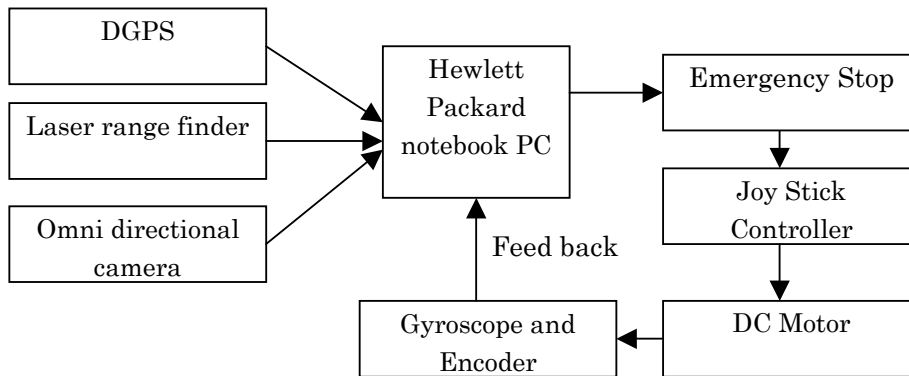 DGPS
Hewlett
Packard
notebook PC
Emergency Stop
Laser range finder
Joy Stick
Controller
Omni directional
camera
Feed back
Gyroscope and
Encoder
DC Motor